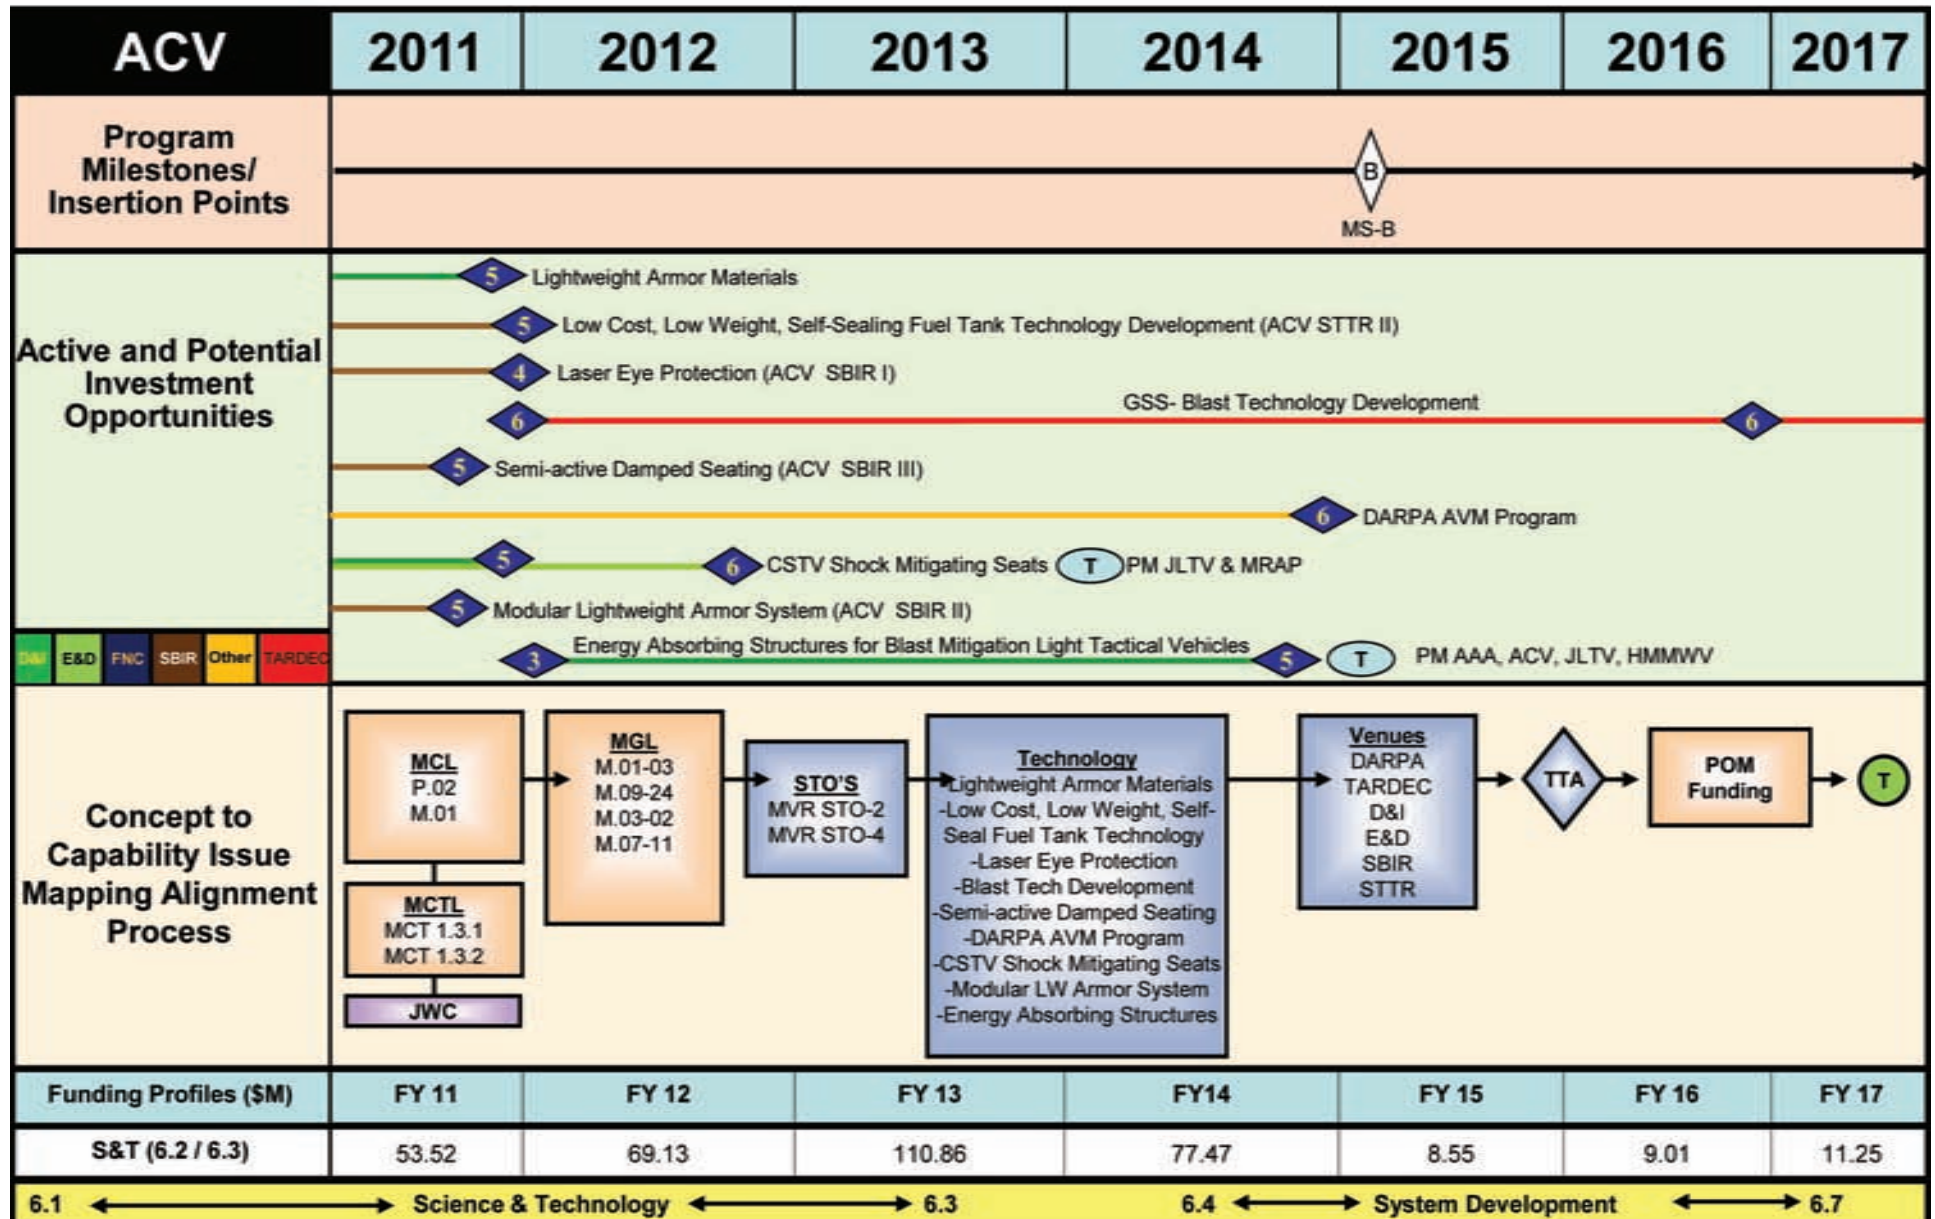 ACV 2011 2012 2013 2014 2015 2016 2017
Program
Milestones/
Insertion Points
B
MS-B
Active and Potential
Investment
Opportunities
5 Lightweight Armor Materials
5 Low Cost, Low Weight, Self-Sealing Fuel Tank Technology Development (ACV STTR II)
4 Laser Eye Protection (ACV SBIR I)
GSS- Blast Technology Development
6 6
5 Semi-active Damped Seating (ACV SBIR III)
6 DARPA AVM Program
5 6 CSTV Shock Mitigating Seats T PM JLTV & MRAP
5 Modular Lightweight Armor System (ACV SBIR II)
Energy Absorbing Structures for Blast Mitigation Light Tactical Vehicles
3 5 T PM AAA, ACV, JLTV, HMMWV
D&I E&D FNC SBIR Other TARDEC
Concept to
Capability Issue
Mapping Alignment
Process
MCL
P.02
M.01
MCTL
MCT 1.3.1
MCT 1.3.2
JWC
MGL
M.01-03
M.09-24
M.03-02
M.07-11
STO'S
MVR STO-2
MVR STO-4
Technology
-Lightweight Armor Materials
-Low Cost, Low Weight, Self-
Seal Fuel Tank Technology
-Laser Eye Protection
-Blast Tech Development
-Semi-active Damped Seating
-DARPA AVM Program
-CSTV Shock Mitigating Seats
-Modular LW Armor System
-Energy Absorbing Structures
Venues
DARPA
TARDEC
D&I
E&D
SBIR
STTR
TTA
POM
Funding
T
Funding Profiles ($M) FY 11 FY 12 FY 13 FY14 FY 15 FY 16 FY 17
S&T (6.2 / 6.3) 53.52 69.13 110.86 77.47 8.55 9.01 11.25
6.1 Science & Technology 6.3 6.4 System Development 6.7